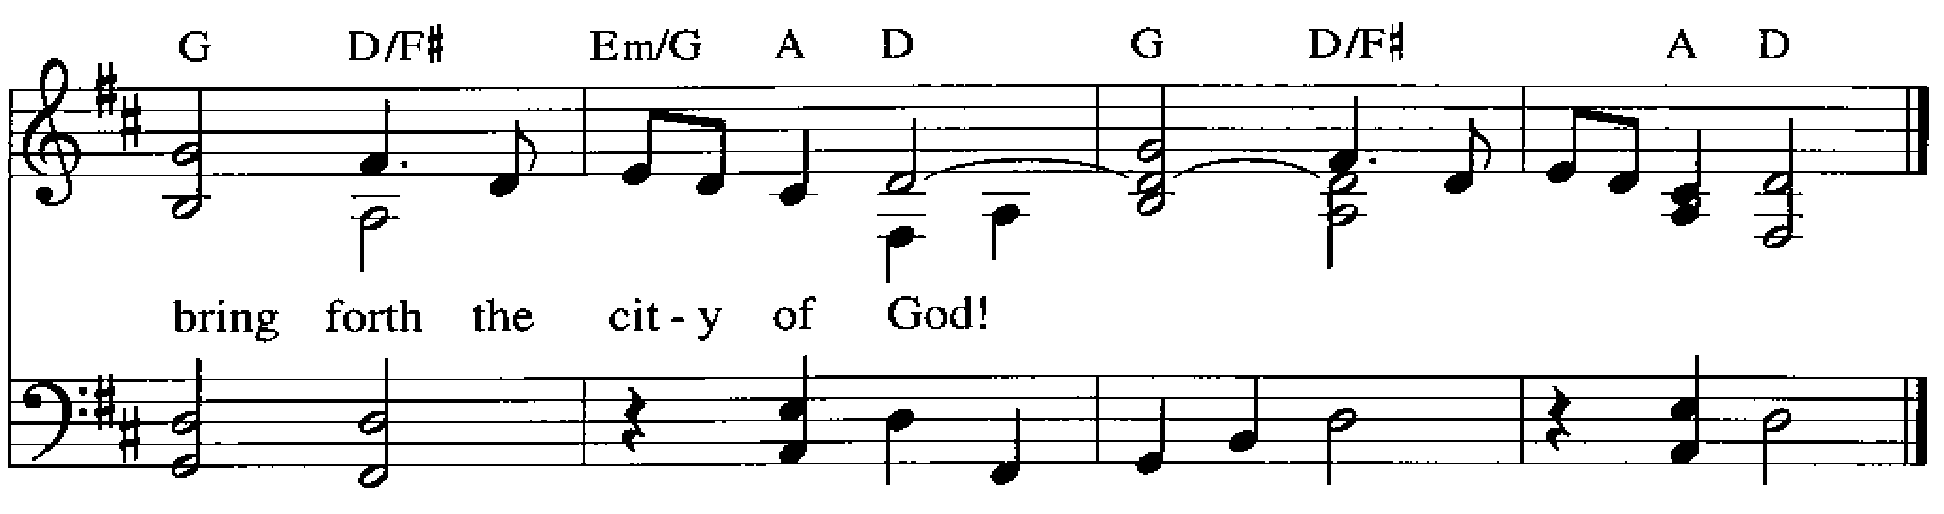 G D/F♯ Em/G A D G D/F♯ A D
bring forth the cit - y of God!